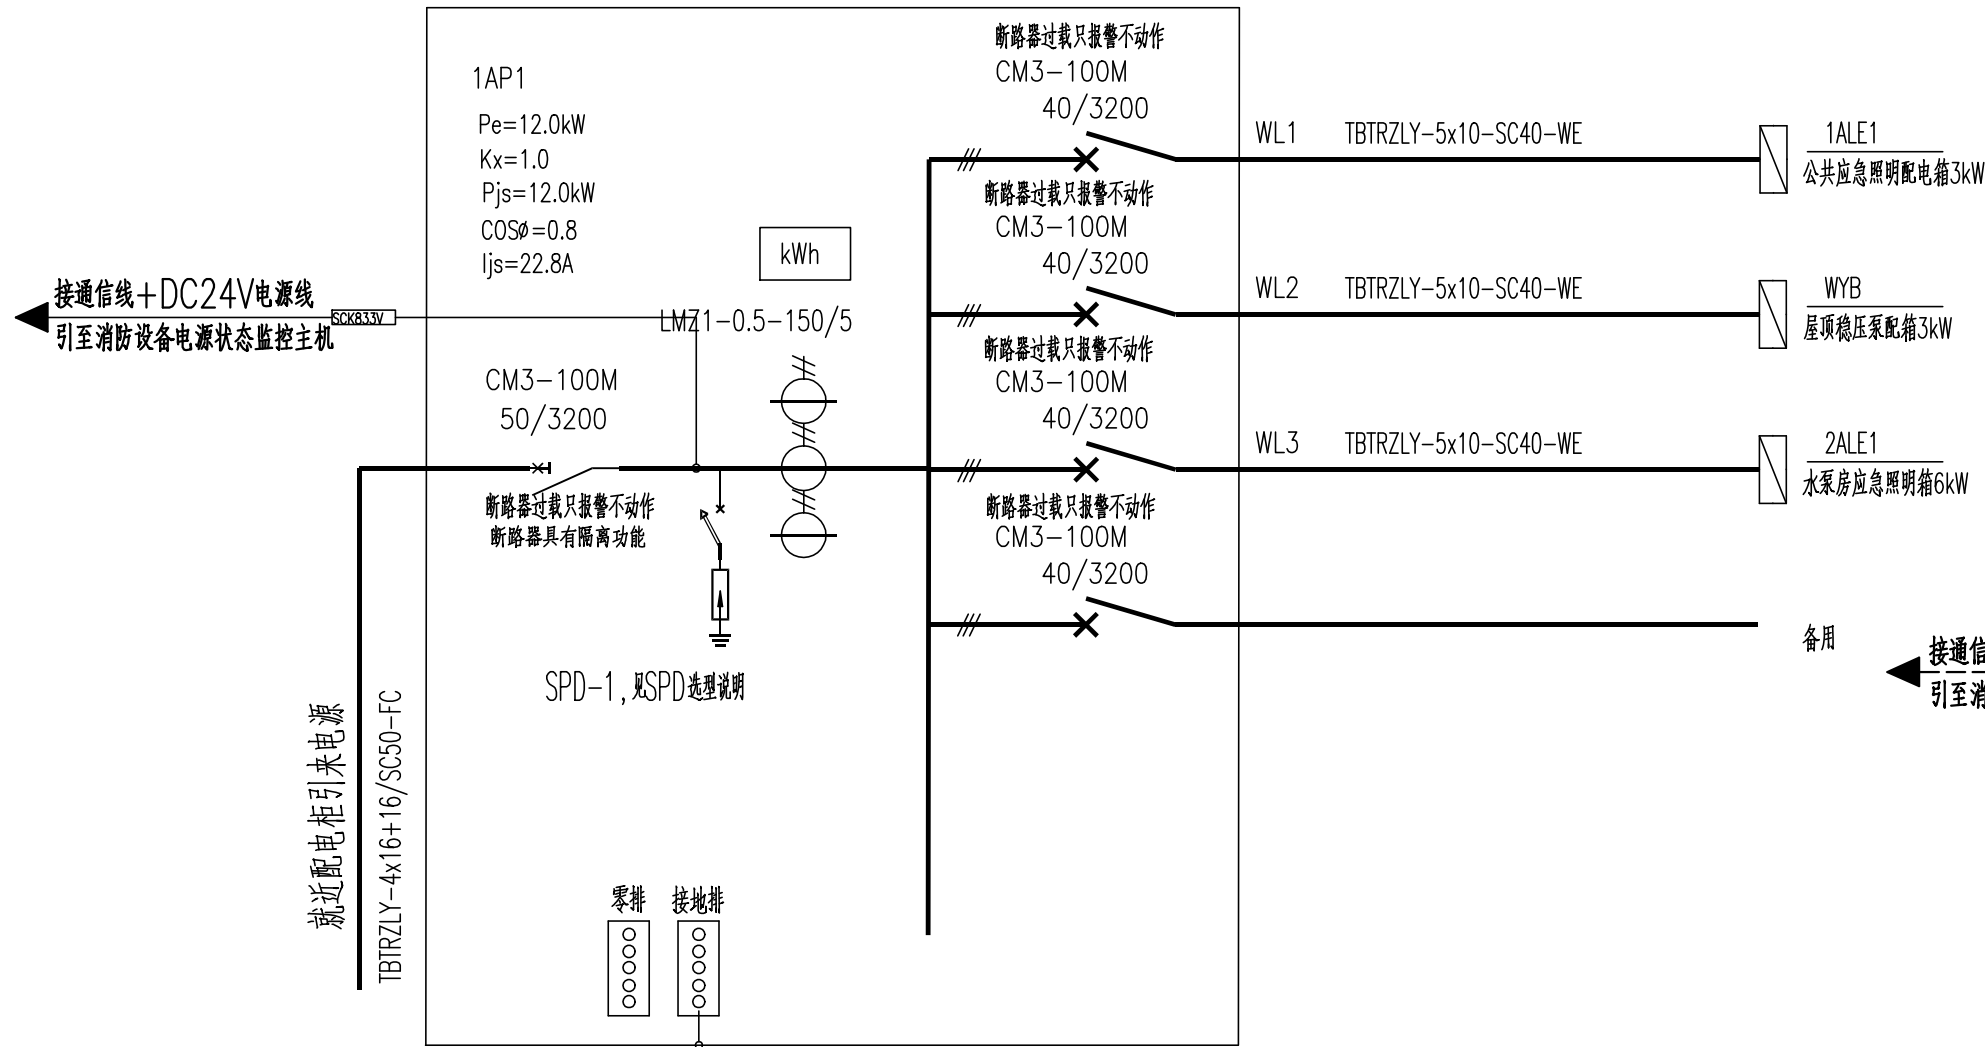 1AP1
Pe=12.0kW
Kx=1.0
Pjs=12.0kW
COSø=0.8
Ijs=22.8A
kWh
LMZ1-0.5-150/5
接通信线+DC24V电源线
引至消防设备电源状态监控主机
SCK833V
CM3-100M
50/3200
断路器过载只报警不动作
断路器具有隔离功能
SPD-1,见SPD选型说明
就近配电柜引来电源
TBTRZLY-4x16+16/SC50-FC
零排
接地排
断路器过载只报警不动作
CM3-100M
40/3200
WL1
TBTRZLY-5x10-SC40-WE
1ALE1
公共应急照明配电箱3kW
断路器过载只报警不动作
CM3-100M
40/3200
WL2
TBTRZLY-5x10-SC40-WE
WYB
屋顶稳压泵配箱3kW
断路器过载只报警不动作
CM3-100M
40/3200
WL3
TBTRZLY-5x10-SC40-WE
2ALE1
水泵房应急照明箱6kW
断路器过载只报警不动作
CM3-100M
40/3200
备用
接通信
引至消